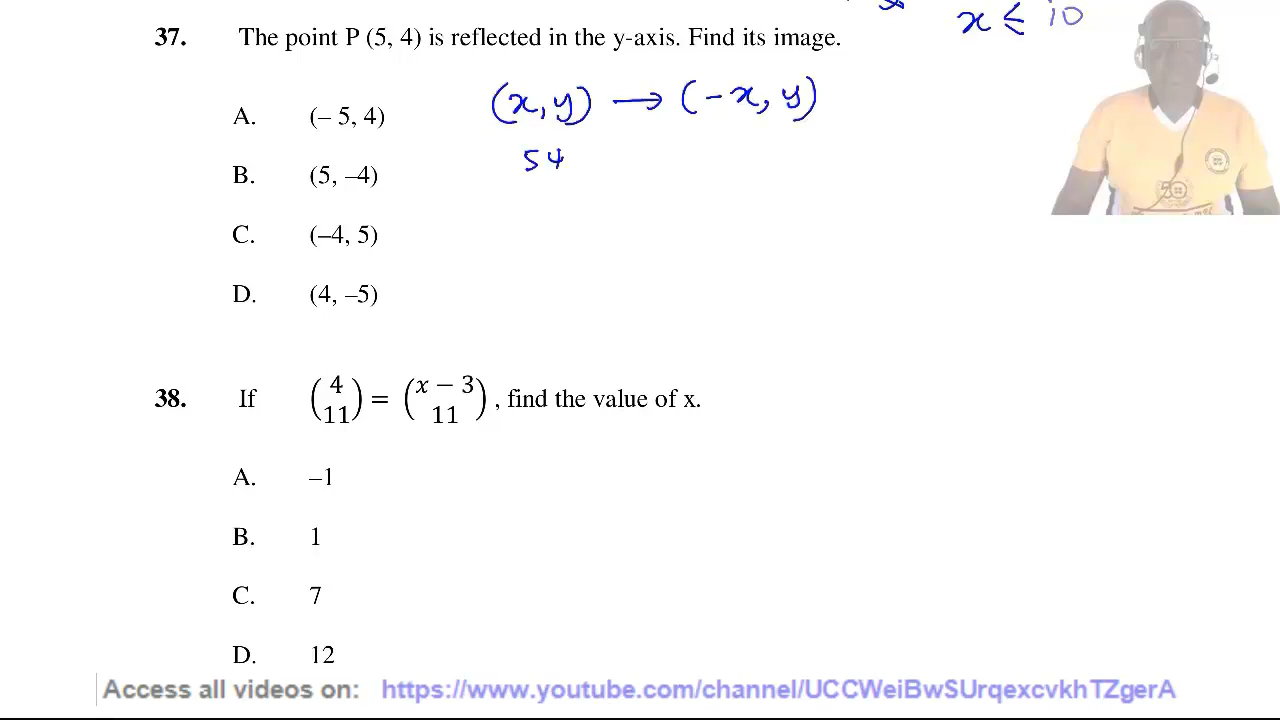 x ≤ 10
37. The point P (5, 4) is reflected in the y-axis. Find its image.
(x, y) → (-x, y)
A. (– 5, 4)
5 4
B. (5, –4)
C. (–4, 5)
D. (4, –5)
38. If (4 11) = (x − 3 11) , find the value of x.
A. –1
B. 1
C. 7
D. 12
Access all videos on: https://www.youtube.com/channel/UCCWeiBwSUrqexcvkhTZgerA